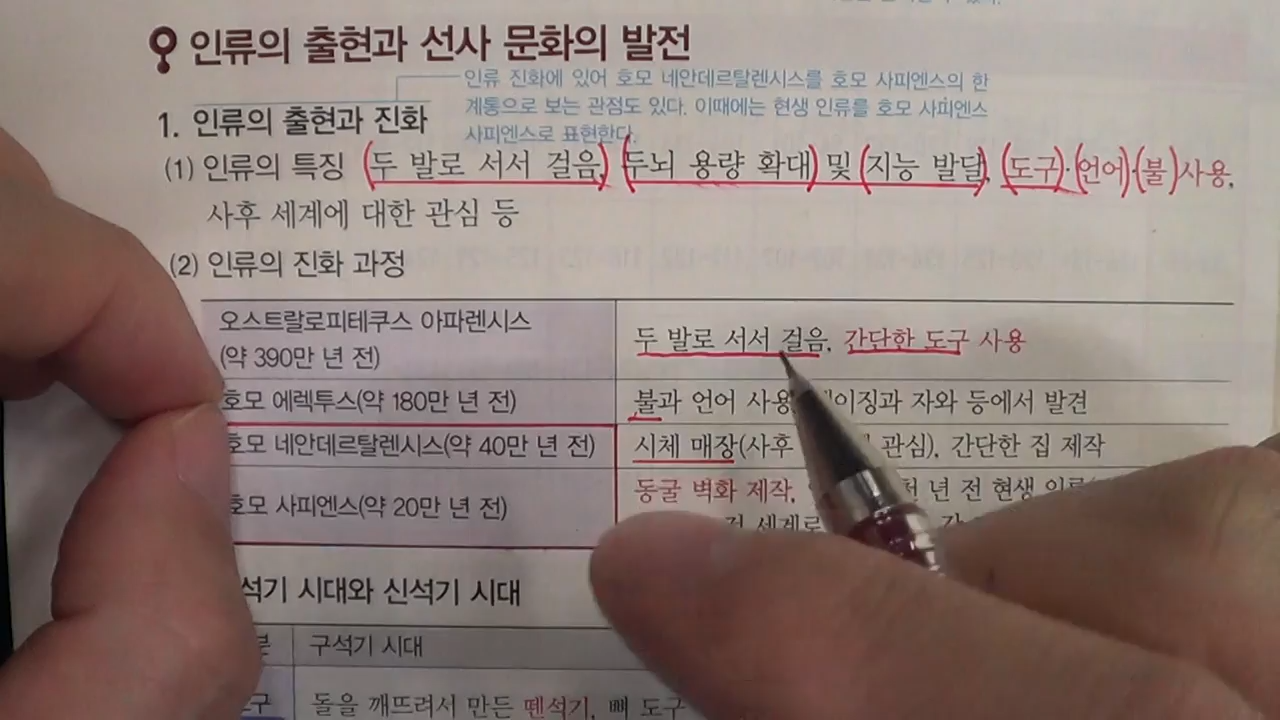 인류의 출현과 선사 문화의 발전
인류 진화에 있어 호모 네안데르탈렌시스를 호모 사피엔스의 한
계통으로 보는 관점도 있다. 이때에는 현생 인류를 호모 사피엔스
사피엔스로 표현한다.
1. 인류의 출현과 진화
(1) 인류의 특징 두 발로 서서 걸음, 두뇌 용량 확대 및 지능 발달, 도구·언어·불 사용,
사후 세계에 대한 관심 등
(2) 인류의 진화 과정
오스트랄로피테쿠스 아파렌시스
(약 390만 년 전)
두 발로 서서 걸음, 간단한 도구 사용
호모 에렉투스(약 180만 년 전)
불과 언어 사용, 베이징과 자와 등에서 발견
호모 네안데르탈렌시스(약 40만 년 전)
시체 매장(사후 관심), 간단한 집 제작
호모 사피엔스(약 20만 년 전)
동굴 벽화 제작, 년 전 현생 인류
세계로
석기 시대와 신석기 시대
구석기 시대
돌을 깨뜨려서 만든 뗀석기, 뼈 도구